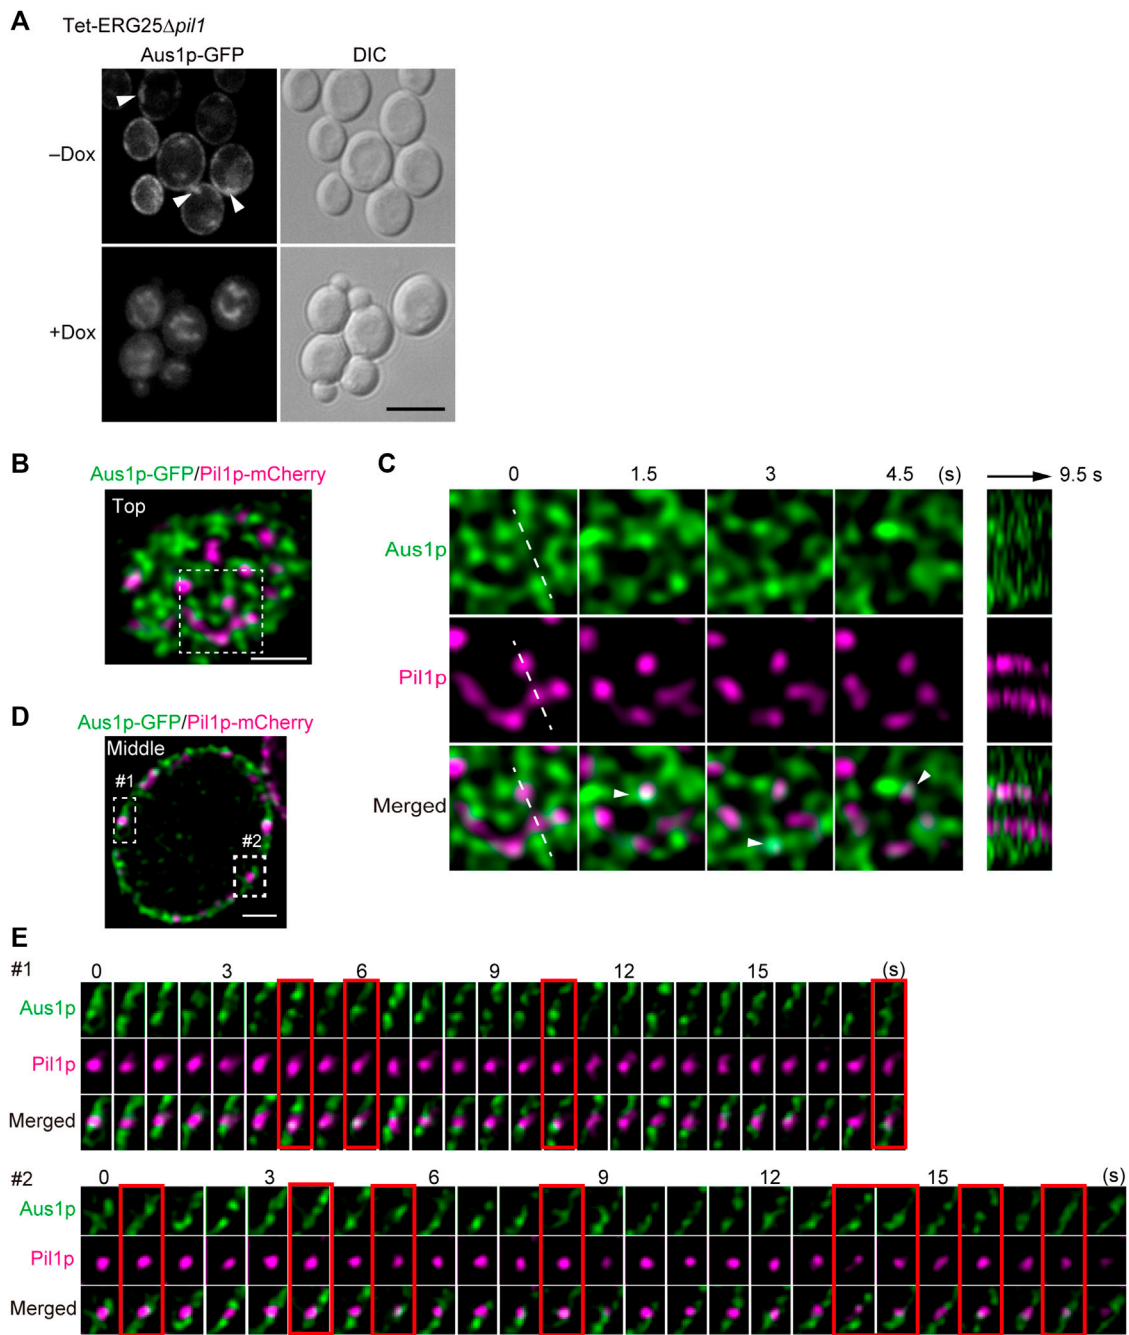 A
Tet-ERG25Δpil1
Aus1p-GFP DIC
–Dox
+Dox
B
Aus1p-GFP/Pil1p-mCherry
Top
C
0 1.5 3 4.5 (s) 9.5 s
Aus1p
Pil1p
Merged
D
Aus1p-GFP/Pil1p-mCherry
Middle
#1
#2
E
#1 0 3 6 9 12 15 (s)
Aus1p
Pil1p
Merged
#2 0 3 6 9 12 15 (s)
Aus1p
Pil1p
Merged